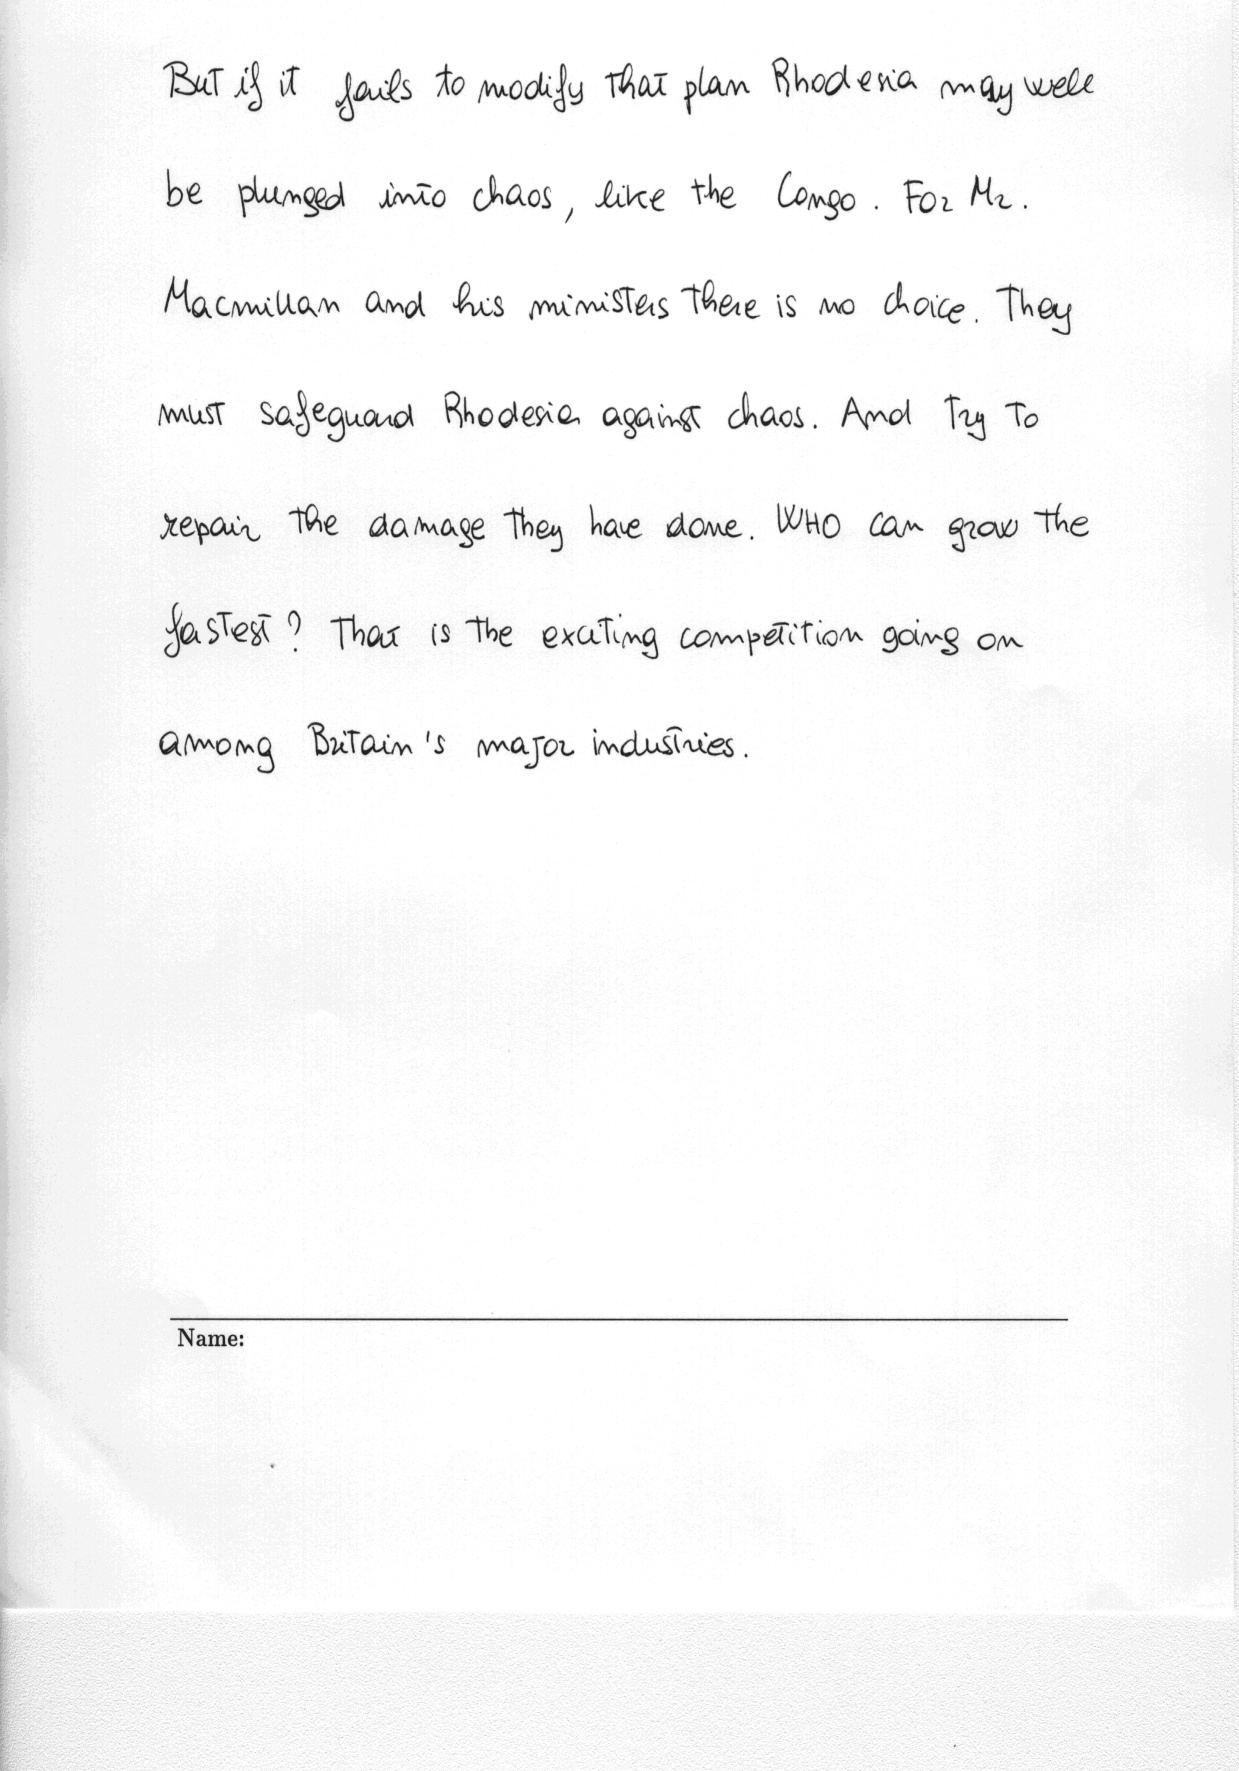 But if it fails to modify that plan Rhodesia may well
be plunged into chaos, like the Congo. For Mr.
Macmillan and his ministers there is no choice. They
must safeguard Rhodesia against chaos. And try to
repair the damage they have done. WHO can grow the
fastest? That is the exciting competition going on
among Britain's major industries.
Name: